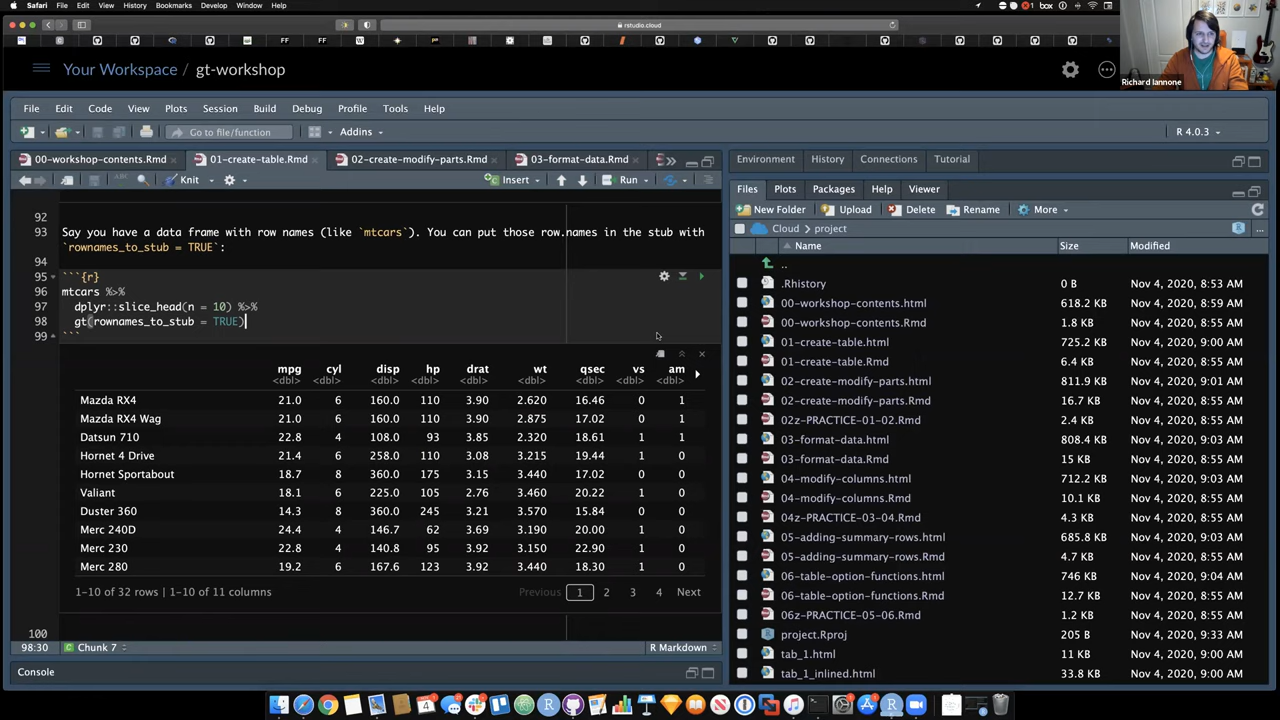 Safari File Edit View History Bookmarks Develop Window Help
box
rstudio.cloud
FF FF
Richard Iannone
Your Workspace / gt-workshop
File Edit Code View Plots Session Build Debug Profile Tools Help
Go to file/function Addins R 4.0.3
00-workshop-contents.Rmd 01-create-table.Rmd 02-create-modify-parts.Rmd 03-format-data.Rmd
Knit Insert Run
92
93 Say you have a data frame with row names (like `mtcars`). You can put those row.names in the stub with
`rownames_to_stub = TRUE`:
94
95 ```{r}
96 mtcars %>%
97 dplyr::slice_head(n = 10) %>%
98 gt(rownames_to_stub = TRUE)
99 ```
mpg cyl disp hp drat wt qsec vs am
<dbl> <dbl> <dbl> <dbl> <dbl> <dbl> <dbl> <dbl> <dbl>
Mazda RX4 21.0 6 160.0 110 3.90 2.620 16.46 0 1
Mazda RX4 Wag 21.0 6 160.0 110 3.90 2.875 17.02 0 1
Datsun 710 22.8 4 108.0 93 3.85 2.320 18.61 1 1
Hornet 4 Drive 21.4 6 258.0 110 3.08 3.215 19.44 1 0
Hornet Sportabout 18.7 8 360.0 175 3.15 3.440 17.02 0 0
Valiant 18.1 6 225.0 105 2.76 3.460 20.22 1 0
Duster 360 14.3 8 360.0 245 3.21 3.570 15.84 0 0
Merc 240D 24.4 4 146.7 62 3.69 3.190 20.00 1 0
Merc 230 22.8 4 140.8 95 3.92 3.150 22.90 1 0
Merc 280 19.2 6 167.6 123 3.92 3.440 18.30 1 0
1-10 of 32 rows | 1-10 of 11 columns Previous 1 2 3 4 Next
100
98:30 Chunk 7 R Markdown
Console
Environment History Connections Tutorial
Files Plots Packages Help Viewer
New Folder Upload Delete Rename More
Cloud project
Name Size Modified
..
.Rhistory 0 B Nov 4, 2020, 8:53 AM
00-workshop-contents.html 618.2 KB Nov 4, 2020, 9:00 AM
00-workshop-contents.Rmd 1.8 KB Nov 4, 2020, 8:55 AM
01-create-table.html 725.2 KB Nov 4, 2020, 9:00 AM
01-create-table.Rmd 6.4 KB Nov 4, 2020, 8:55 AM
02-create-modify-parts.html 811.9 KB Nov 4, 2020, 9:01 AM
02-create-modify-parts.Rmd 16.7 KB Nov 4, 2020, 8:55 AM
02z-PRACTICE-01-02.Rmd 2.4 KB Nov 4, 2020, 8:55 AM
03-format-data.html 808.4 KB Nov 4, 2020, 9:03 AM
03-format-data.Rmd 15 KB Nov 4, 2020, 8:55 AM
04-modify-columns.html 712.2 KB Nov 4, 2020, 9:03 AM
04-modify-columns.Rmd 10.1 KB Nov 4, 2020, 8:55 AM
04z-PRACTICE-03-04.Rmd 4.3 KB Nov 4, 2020, 8:55 AM
05-adding-summary-rows.html 685.8 KB Nov 4, 2020, 9:03 AM
05-adding-summary-rows.Rmd 4.7 KB Nov 4, 2020, 8:55 AM
06-table-option-functions.html 746 KB Nov 4, 2020, 9:04 AM
06-table-option-functions.Rmd 12.7 KB Nov 4, 2020, 8:55 AM
06z-PRACTICE-05-06.Rmd 1.2 KB Nov 4, 2020, 8:55 AM
project.Rproj 205 B Nov 4, 2020, 9:33 AM
tab_1.html 11 KB Nov 4, 2020, 8:55 AM
tab_1_inlined.html 33.8 KB Nov 4, 2020, 8:55 AM